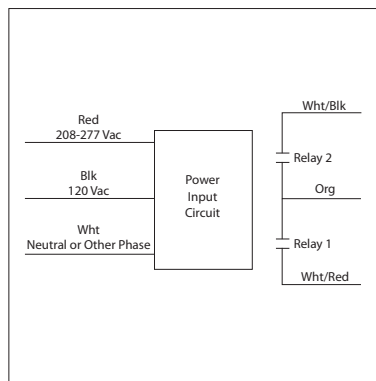 Red
208-277 Vac
Blk
120 Vac
Wht
Neutral or Other Phase
Power
Input
Circuit
Wht/Blk
Relay 2
Org
Relay 1
Wht/Red